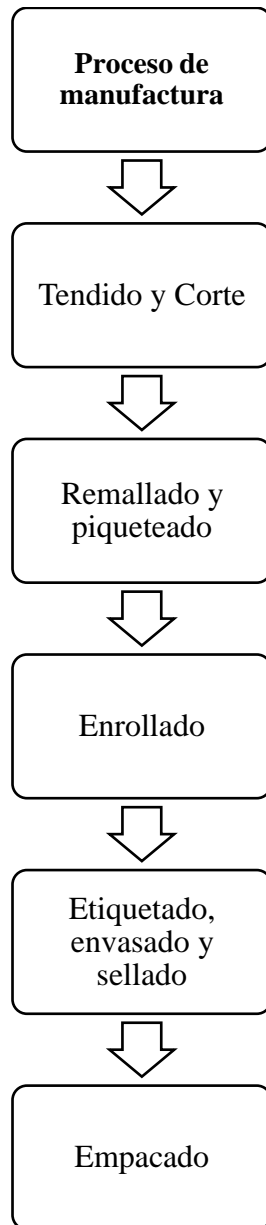 Proceso de
manufactura
Tendido y Corte
Remallado y
piqueteado
Enrollado
Etiquetado,
envasado y
sellado
Empacado